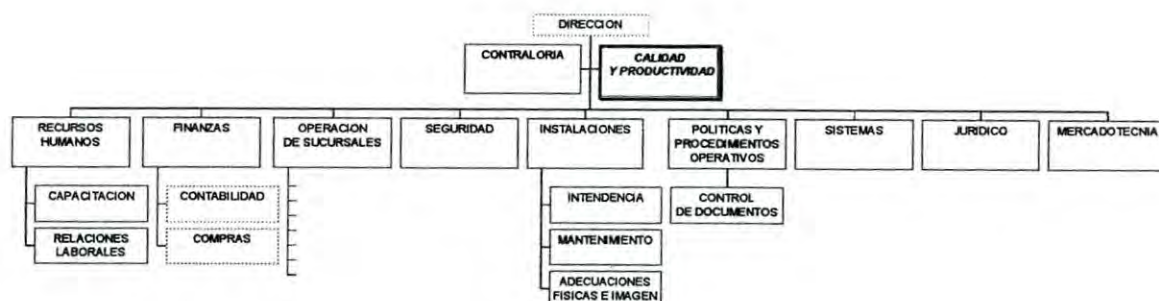 DIRECCION
CONTRALORIA
CALIDAD
Y PRODUCTIVIDAD
RECURSOS
HUMANOS
FINANZAS
OPERACION
DE SUCURSALES
SEGURIDAD
INSTALACIONES
POLITICAS Y
PROCEDIMIENTOS
OPERATIVOS
SISTEMAS
JURIDICO
MERCADOTECNIA
CAPACITACION
RELACIONES
LABORALES
CONTABILIDAD
COMPRAS
INTENDENCIA
MANTENIMIENTO
ADECUACIONES
FISICAS E IMAGEN
CONTROL
DE DOCUMENTOS